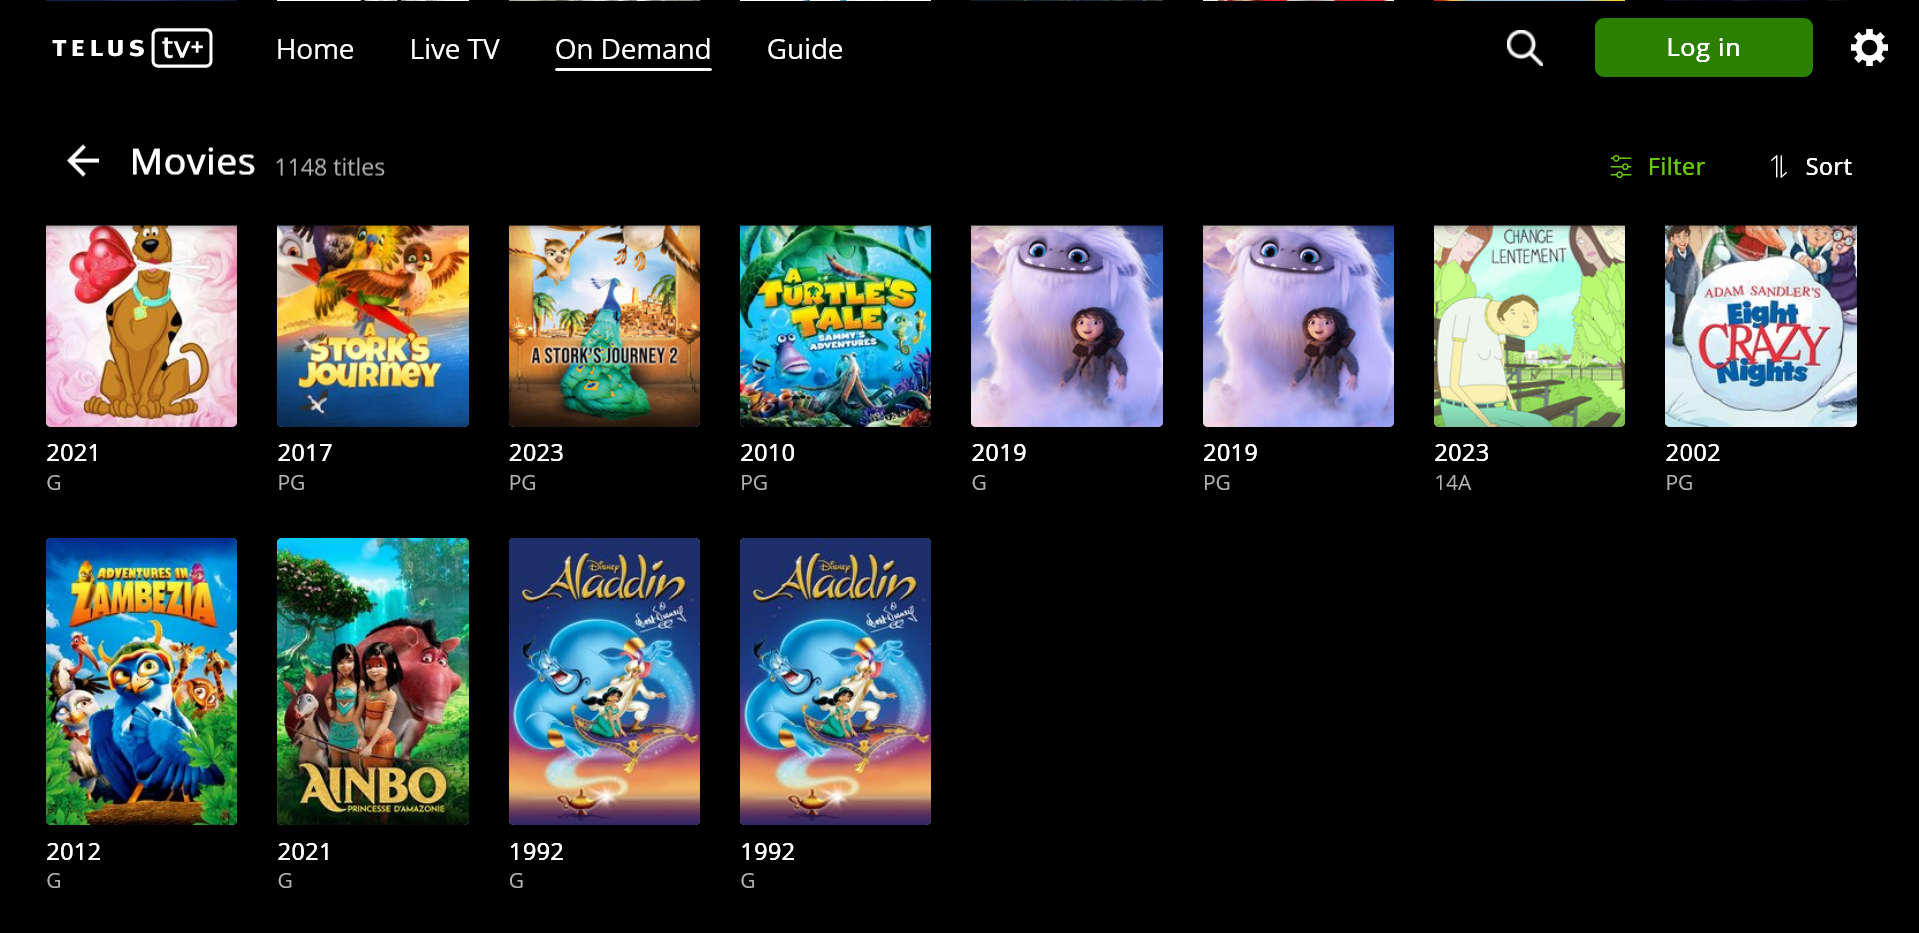 TELUS tv+ Home Live TV On Demand Guide Log in
Movies 1148 titles Filter Sort
A STORK'S JOURNEY
A STORK'S JOURNEY 2
A TURTLE'S TALE
SAMMY'S ADVENTURES
CHANGE LENTEMENT
ADAM SANDLER'S
Eight CRAZY Nights
2021 2017 2023 2010 2019 2019 2023 2002
G PG PG PG G PG 14A PG
ADVENTURES IN ZAMBEZIA
AINBO
PRINCESSE D'AMAZONIE
Disney Aladdin
Walt Disney
Disney Aladdin
Walt Disney
2012 2021 1992 1992
G G G G